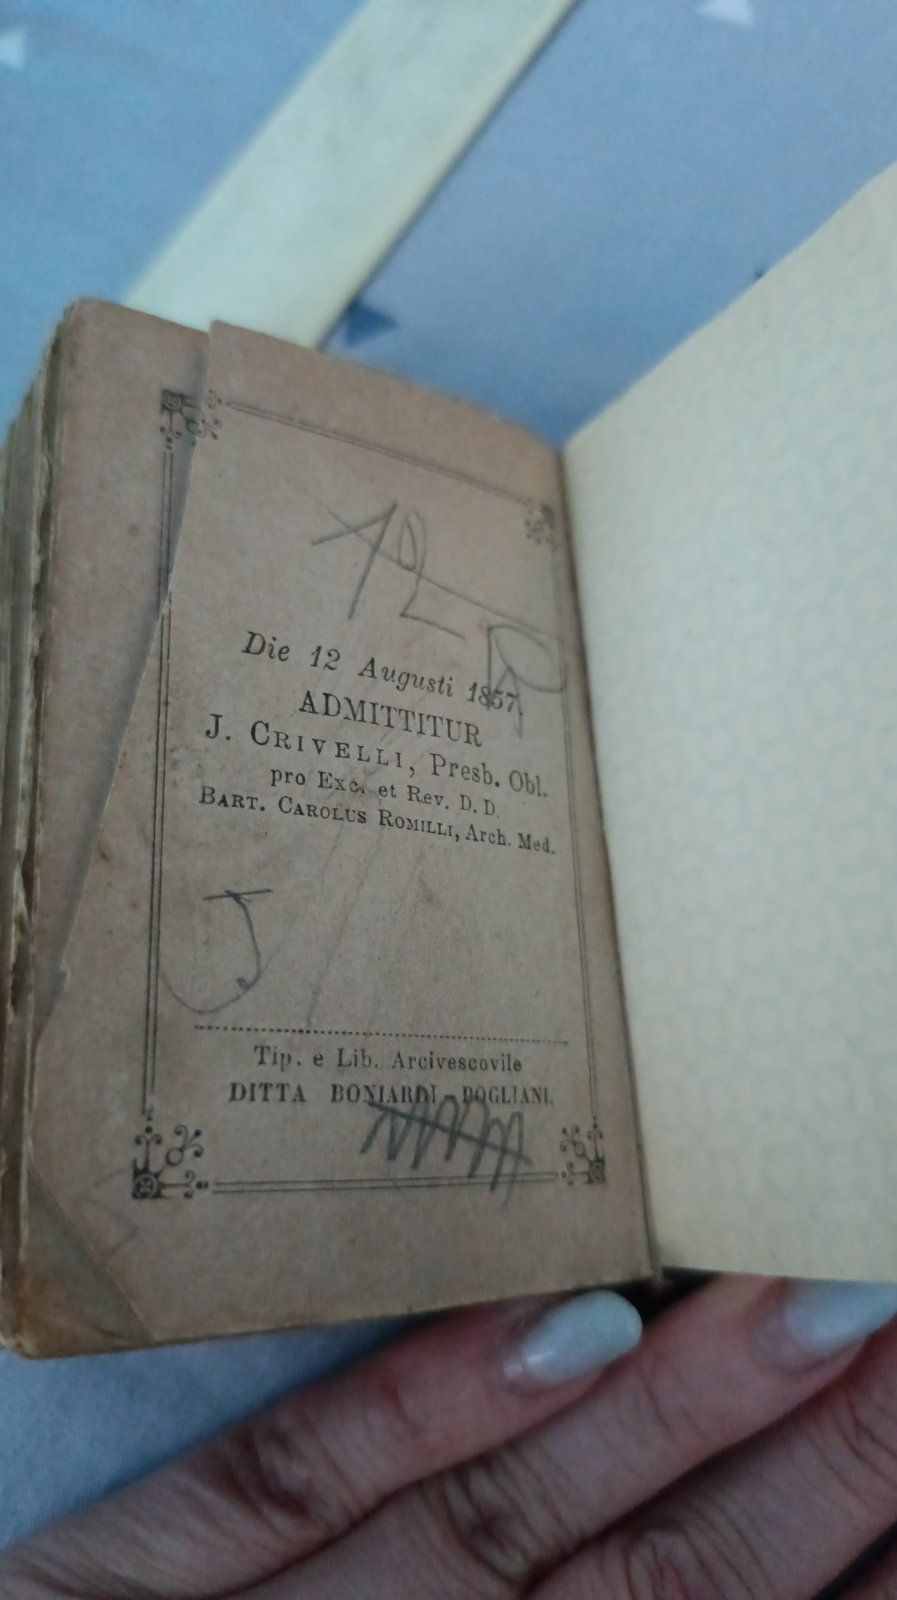 Die 12 Augusti 1857,
ADMITTITUR
J. CRIVELLI, Presb. Obl.
pro Exc. et Rev. D. D.
BART. CAROLUS ROMILLI, Arch. Med.
J
Tip. e Lib. Arcivescovile
DITTA BONIARDI-POGLIANI.